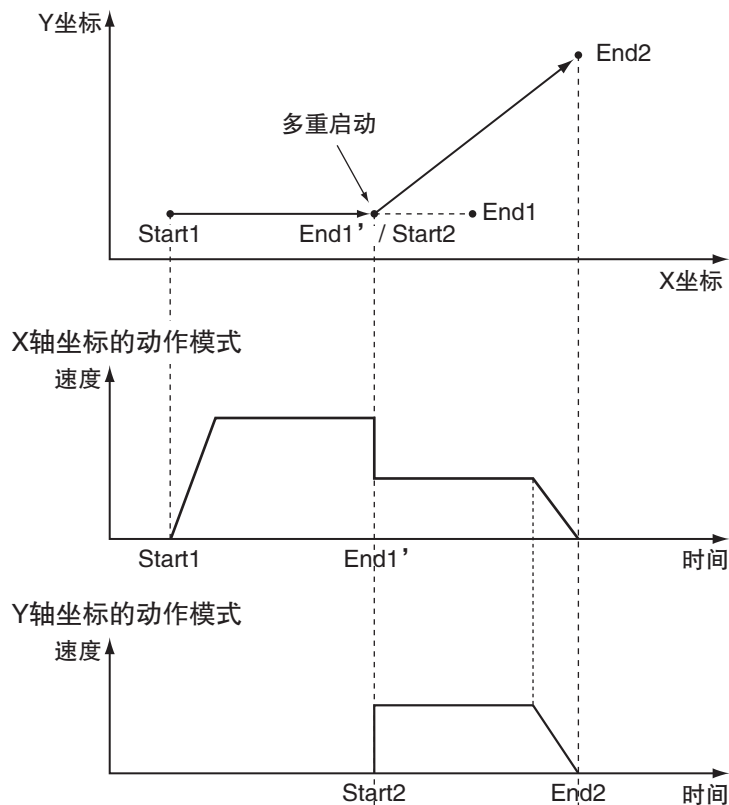 Y坐标
End2
多重启动
End1
Start1
End1’ / Start2
X坐标
X轴坐标的动作模式
速度
Start1
End1’
时间
Y轴坐标的动作模式
速度
Start2
End2
时间